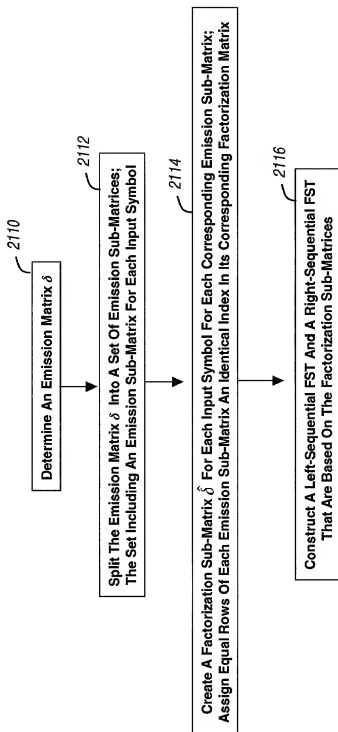 2110
Determine An Emission Matrix δ
2112
Split The Emission Matrix δ Into A Set Of Emission Sub-Matrices;
The Set Including An Emission Sub-Matrix For Each Input Symbol
2114
Create A Factorization Sub-Matrix δ̂ For Each Input Symbol For Each Corresponding Emission Sub-Matrix;
Assign Equal Rows Of Each Emission Sub-Matrix An Identical Index In Its Corresponding Factorization Matrix
2116
Construct A Left-Sequential FST And A Right-Sequential FST
That Are Based On The Factorization Sub-Matrices